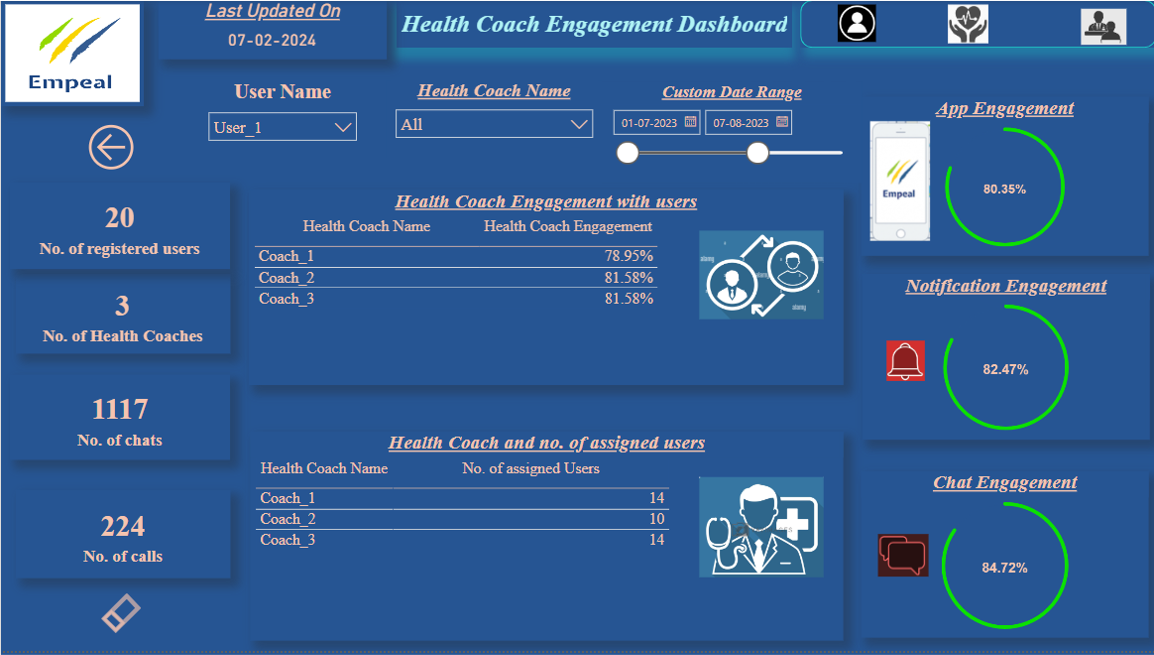 Last Updated On
07-02-2024
Health Coach Engagement Dashboard
Empeal
User Name
User_1
Health Coach Name
All
Custom Date Range
01-07-2023
07-08-2023
20
No. of registered users
3
No. of Health Coaches
1117
No. of chats
224
No. of calls
Health Coach Engagement with users
Health Coach Name Health Coach Engagement
Coach_1 78.95%
Coach_2 81.58%
Coach_3 81.58%
alamy
alamy
alamy
alamy
Health Coach and no. of assigned users
Health Coach Name No. of assigned Users
Coach_1 14
Coach_2 10
Coach_3 14
App Engagement
Empeal
80.35%
Notification Engagement
82.47%
Chat Engagement
84.72%